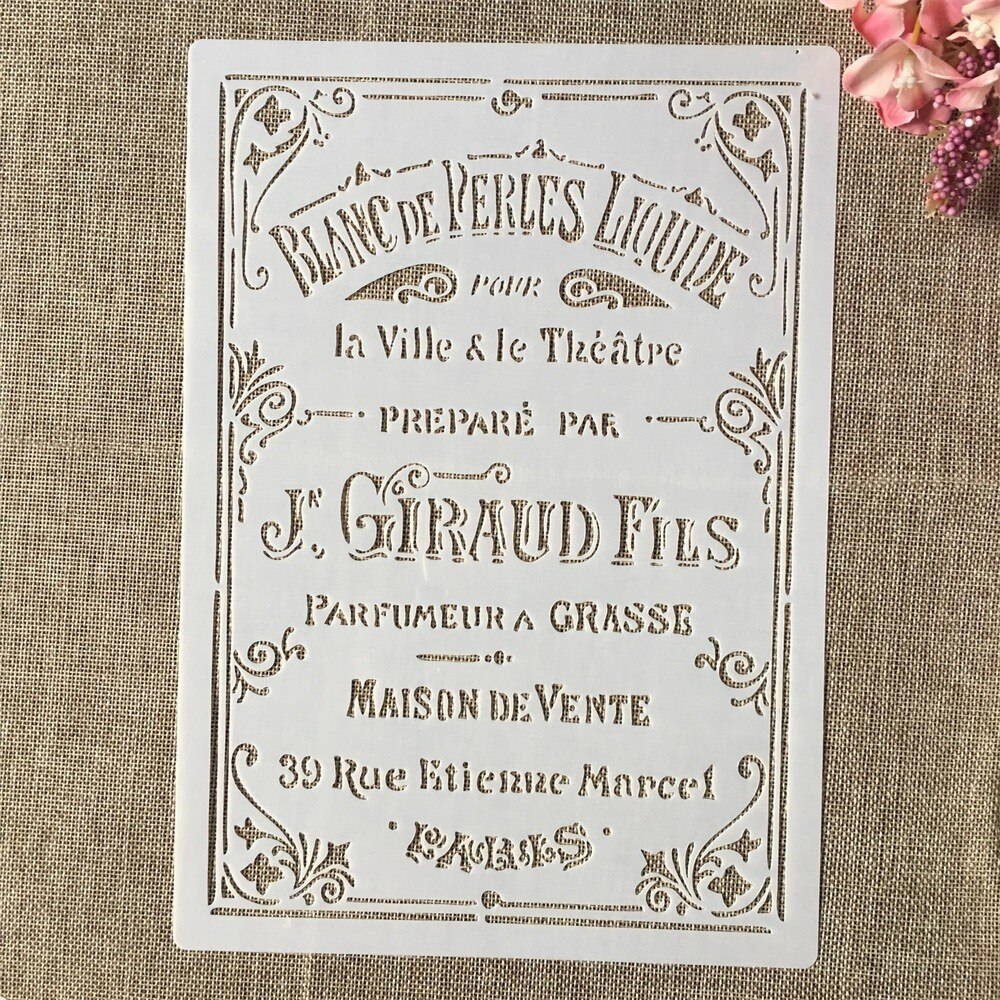 BLANC DE PERLES LIQUIDE
POUR
la Ville & le Théâtre
PREPARÉ PAR
JN. GIRAUD FILS
PARFUMEUR A GRASSE
MAISON DE VENTE
39 Rue Etienne Marcel
PARIS